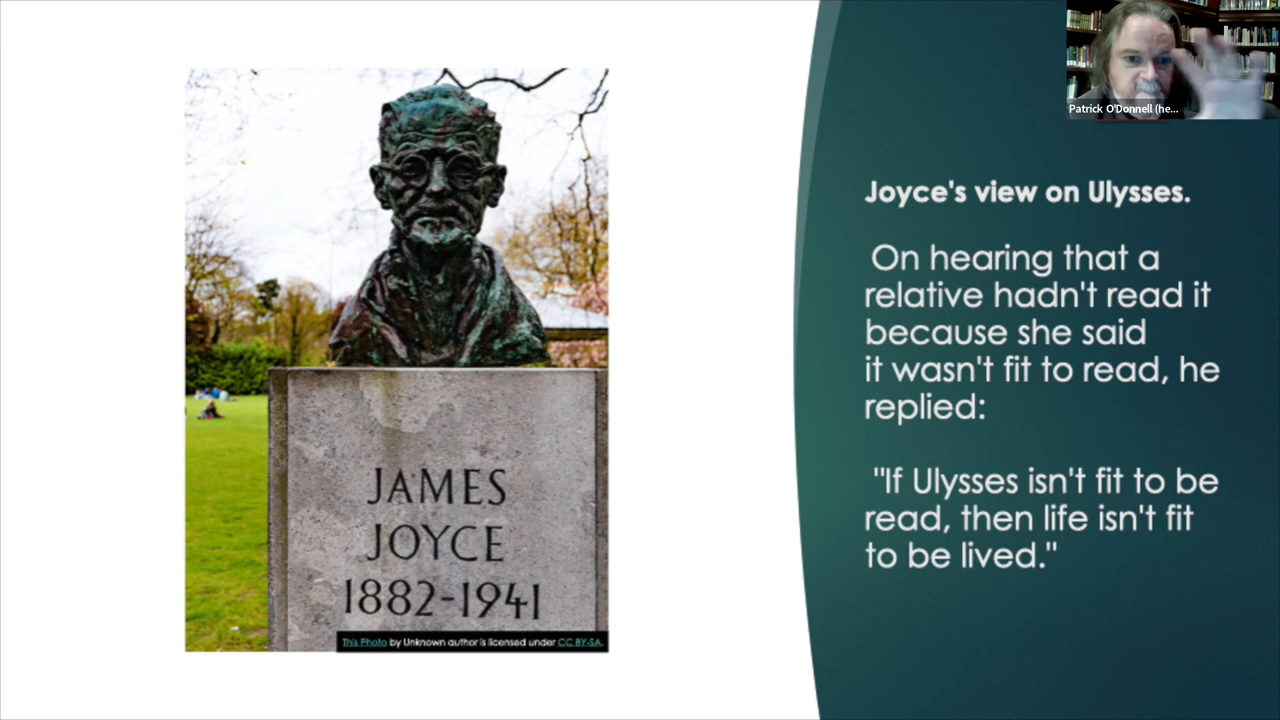 JAMES
JOYCE
1882-1941
This Photo by Unknown author is licensed under CC BY-SA.
Patrick O'Donnell (he...
Joyce's view on Ulysses.
On hearing that a
relative hadn't read it
because she said
it wasn't fit to read, he
replied:
"If Ulysses isn't fit to be
read, then life isn't fit
to be lived."